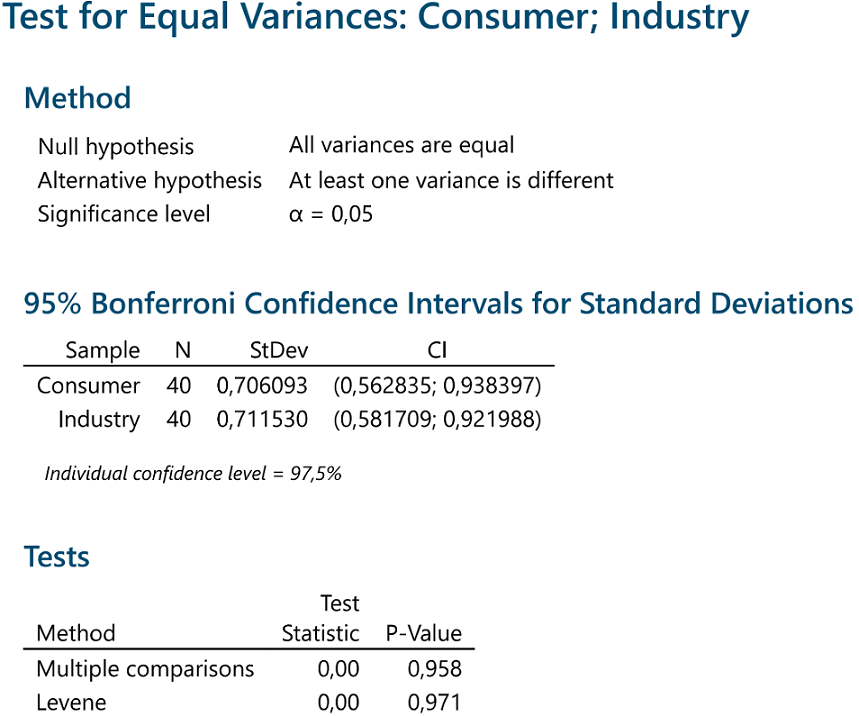 Test for Equal Variances: Consumer; Industry
Method
Null hypothesis All variances are equal
Alternative hypothesis At least one variance is different
Significance level α = 0,05
95% Bonferroni Confidence Intervals for Standard Deviations
Sample N StDev CI
Consumer 40 0,706093 (0,562835; 0,938397)
Industry 40 0,711530 (0,581709; 0,921988)
Individual confidence level = 97,5%
Tests
Test
Method Statistic P-Value
Multiple comparisons 0,00 0,958
Levene 0,00 0,971